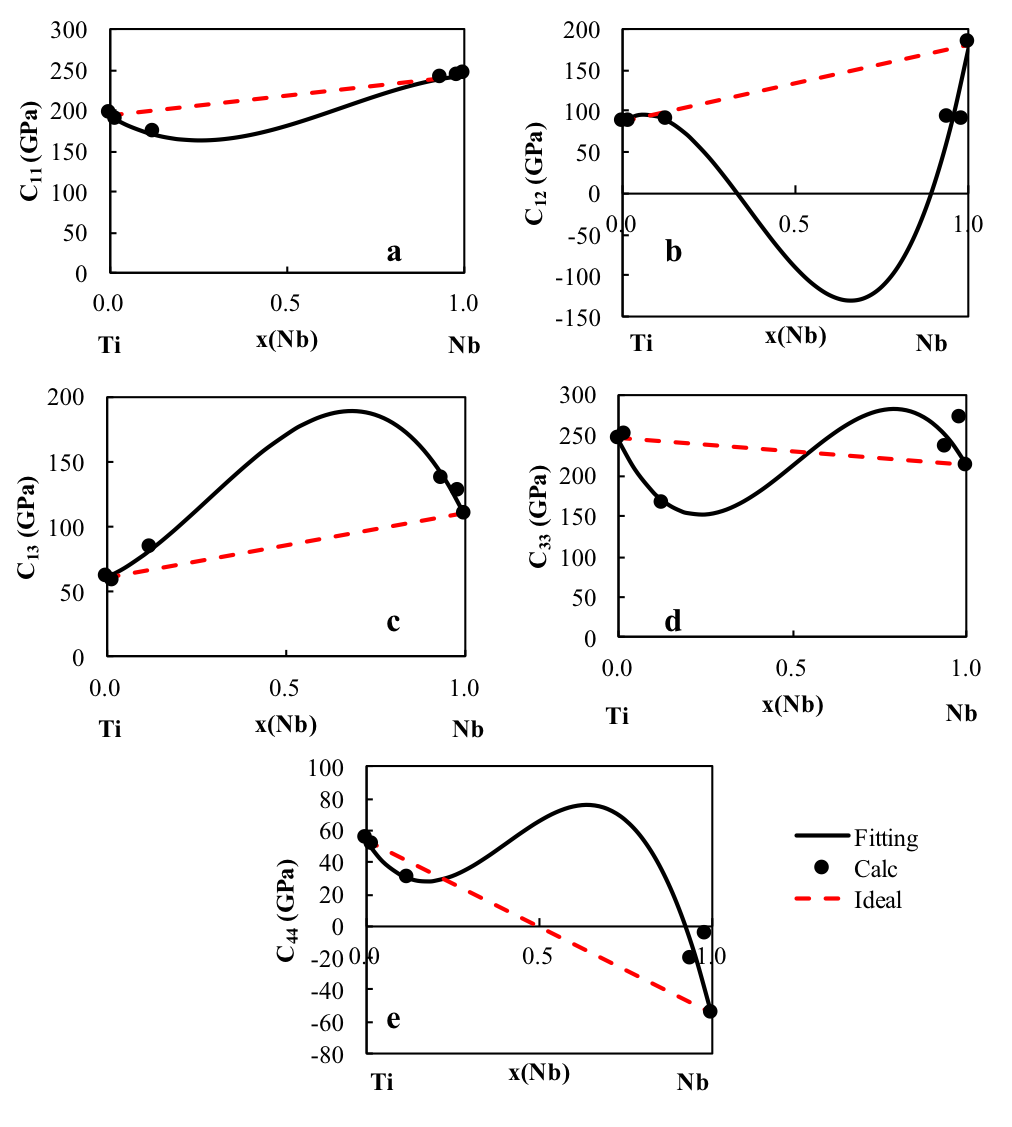 300
250
200
150
100
50
0
C11 (GPa)
a
0.0 0.5 1.0
x(Nb)
Ti Nb
200
150
100
50
0
-50
-100
-150
C12 (GPa)
0.0 0.5 1.0
b
x(Nb)
Ti Nb
200
150
100
50
0
C13 (GPa)
c
0.0 0.5 1.0
x(Nb)
Ti Nb
300
250
200
150
100
50
0
C33 (GPa)
d
0.0 0.5 1.0
x(Nb)
Ti Nb
100
80
60
40
20
0
-20
-40
-60
-80
C44 (GPa)
0.0 0.5 1.0
e
x(Nb)
Ti Nb
Fitting
Calc
Ideal